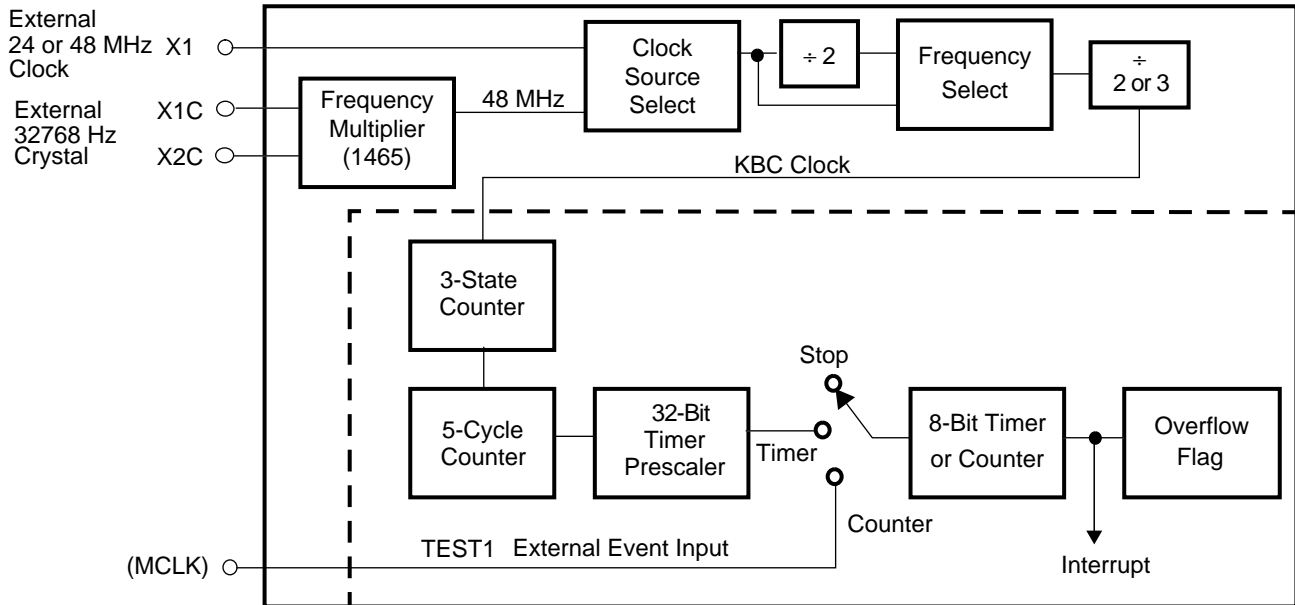 External
24 or 48 MHz X1
Clock
External X1C
32768 Hz
Crystal X2C
Frequency
Multiplier
(1465)
48 MHz
Clock
Source
Select
÷ 2
Frequency
Select
÷
2 or 3
KBC Clock
3-State
Counter
5-Cycle
Counter
32-Bit
Timer
Prescaler
Stop
Timer
Counter
8-Bit Timer
or Counter
Overflow
Flag
Interrupt
TEST1 External Event Input
(MCLK)